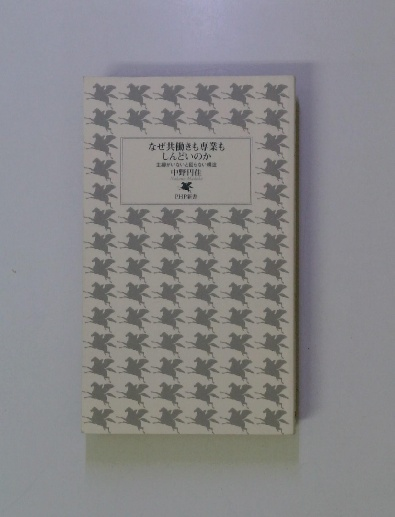 なぜ共働きも専業も
しんどいのか
主婦がいないと回らない構造
中野円佳
PHP新書